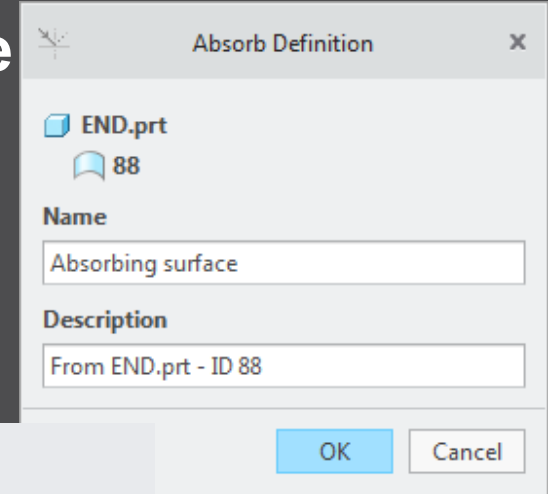 e
Absorb Definition
END.prt
88
Name
Absorbing surface
Description
From END.prt - ID 88
OK Cancel